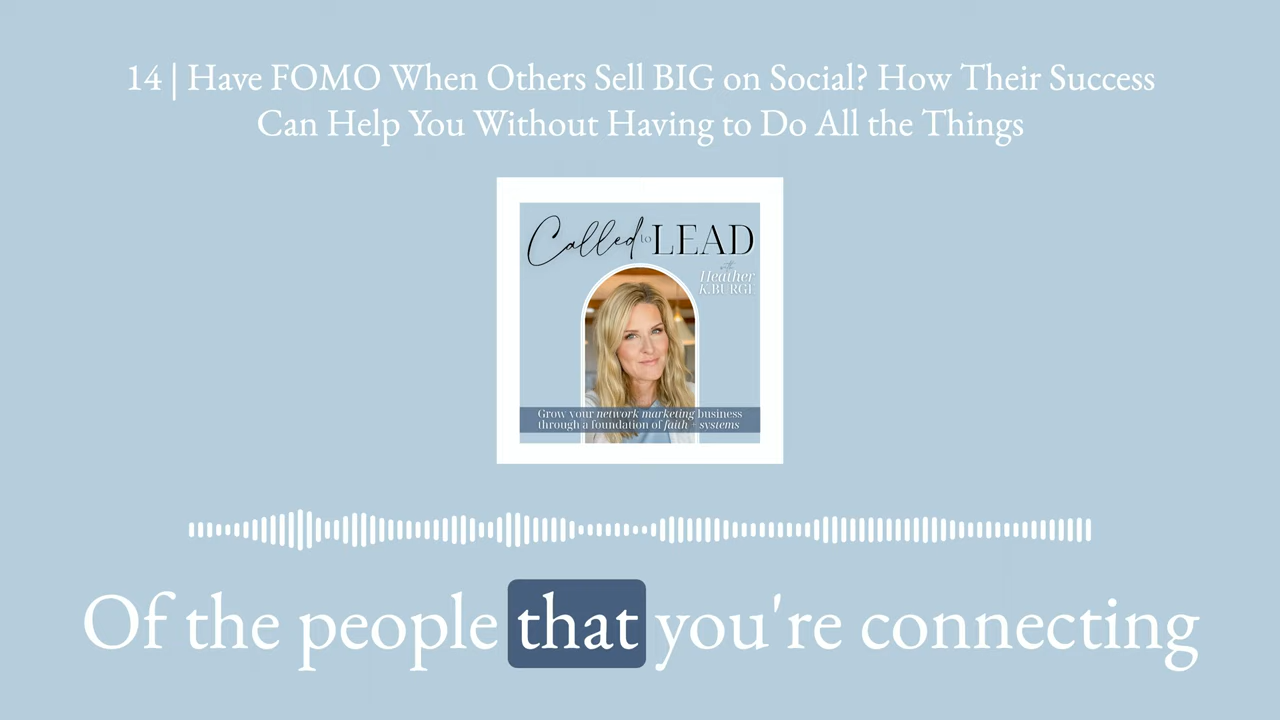 14 | Have FOMO When Others Sell BIG on Social? How Their Success
Can Help You Without Having to Do All the Things
Called to LEAD
with
Heather
K.BURGE
Grow your network marketing business
through a foundation of faith + systems
Of the people that you're connecting